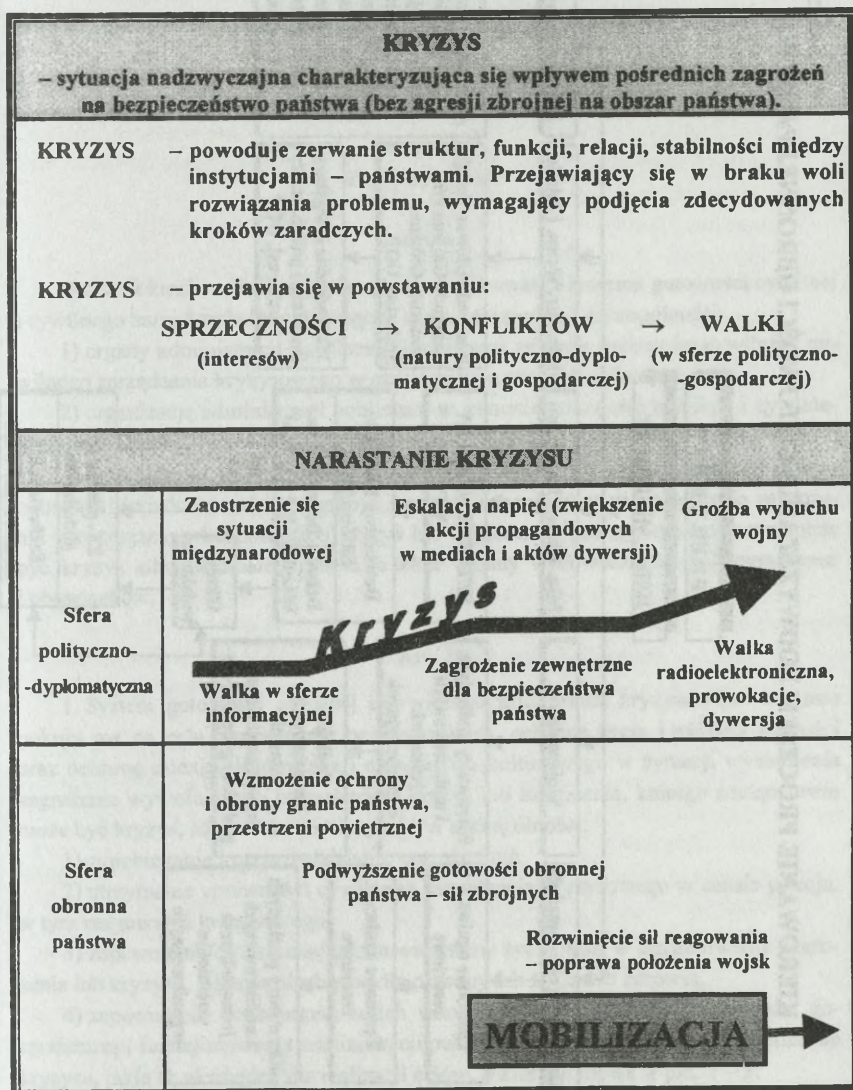 KRYZYS
– sytuacja nadzwyczajna charakteryzująca się wpływem pośrednich zagrożeń
na bezpieczeństwo państwa (bez agresji zbrojnej na obszar państwa).
KRYZYS – powoduje zerwanie struktur, funkcji, relacji, stabilności między
instytucjami – państwami. Przejawiający się w braku woli
rozwiązania problemu, wymagający podjęcia zdecydowanych
kroków zaradczych.
KRYZYS – przejawia się w powstawaniu:
SPRZECZNOŚCI → KONFLIKTÓW → WALKI
(interesów) (natury polityczno-dyplo- (w sferze polityczno-
matycznej i gospodarczej) -gospodarczej)
NARASTANIE KRYZYSU
Sfera
polityczno-
-dyplomatyczna
Zaostrzenie się
sytuacji
międzynarodowej
Eskalacja napięć (zwiększenie
akcji propagandowych
w mediach i aktów dywersji)
Groźba wybuchu
wojny
Kryzys
Walka w sferze
informacyjnej
Zagrożenie zewnętrzne
dla bezpieczeństwa
państwa
Walka
radioelektroniczna,
prowokacje,
dywersja
Sfera
obronna
państwa
Wzmożenie ochrony
i obrony granic państwa,
przestrzeni powietrznej
Podwyższenie gotowości obronnej
państwa – sił zbrojnych
Rozwinięcie sił reagowania
– poprawa położenia wojsk
MOBILIZACJA